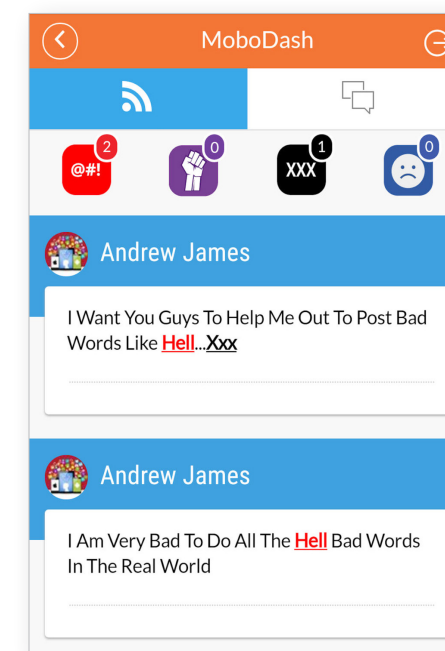 MoboDash
2 0 1 0
@#! XXX
Andrew James
I Want You Guys To Help Me Out To Post Bad
Words Like Hell...Xxx
Andrew James
I Am Very Bad To Do All The Hell Bad Words
In The Real World